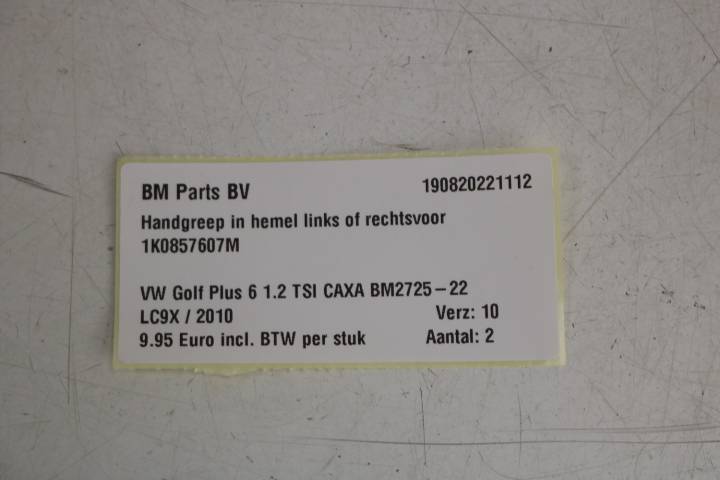 BM Parts BV 190820221112
Handgreep in hemel links of rechtsvoor
1K0857607M
VW Golf Plus 6 1.2 TSI CAXA BM2725-22
LC9X / 2010 Verz: 10
9.95 Euro incl. BTW per stuk Aantal: 2